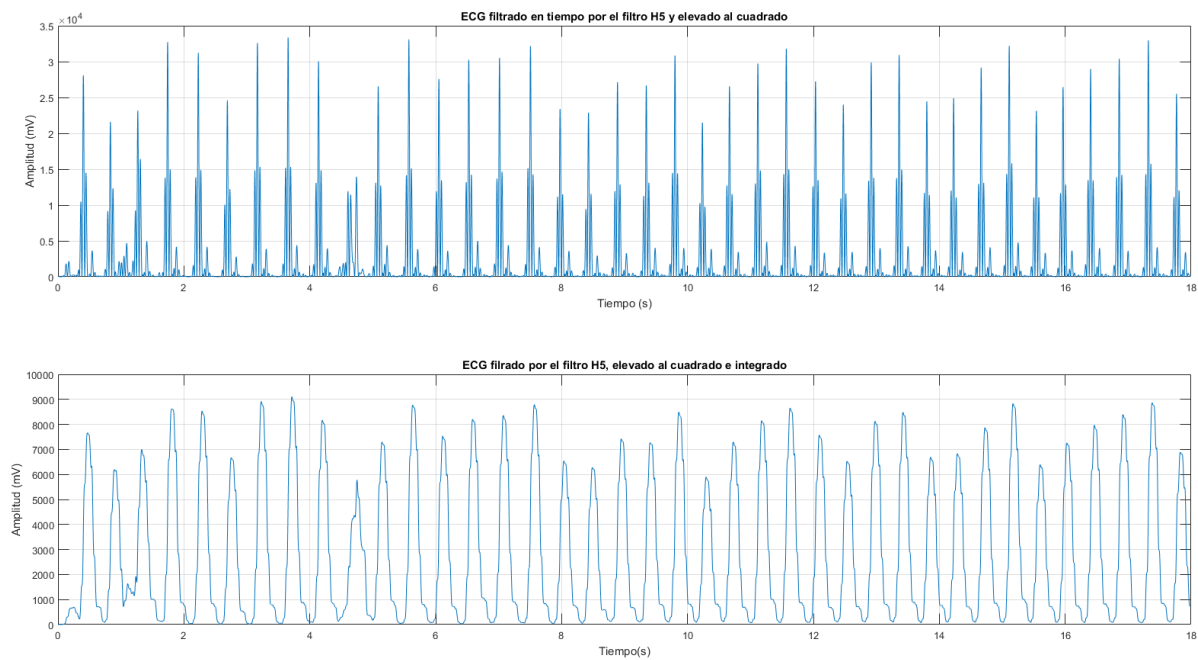 ECG filtrado en tiempo por el filtro H5 y elevado al cuadrado
×10⁴
3.5
3
2.5
2
1.5
1
0.5
0
Amplitud (mV)
0 2 4 6 8 10 12 14 16 18
Tiempo (s)
ECG filrado por el filtro H5, elevado al cuadrado e integrado
10000
9000
8000
7000
6000
5000
4000
3000
2000
1000
0
Amplitud (mV)
0 2 4 6 8 10 12 14 16 18
Tiempo(s)